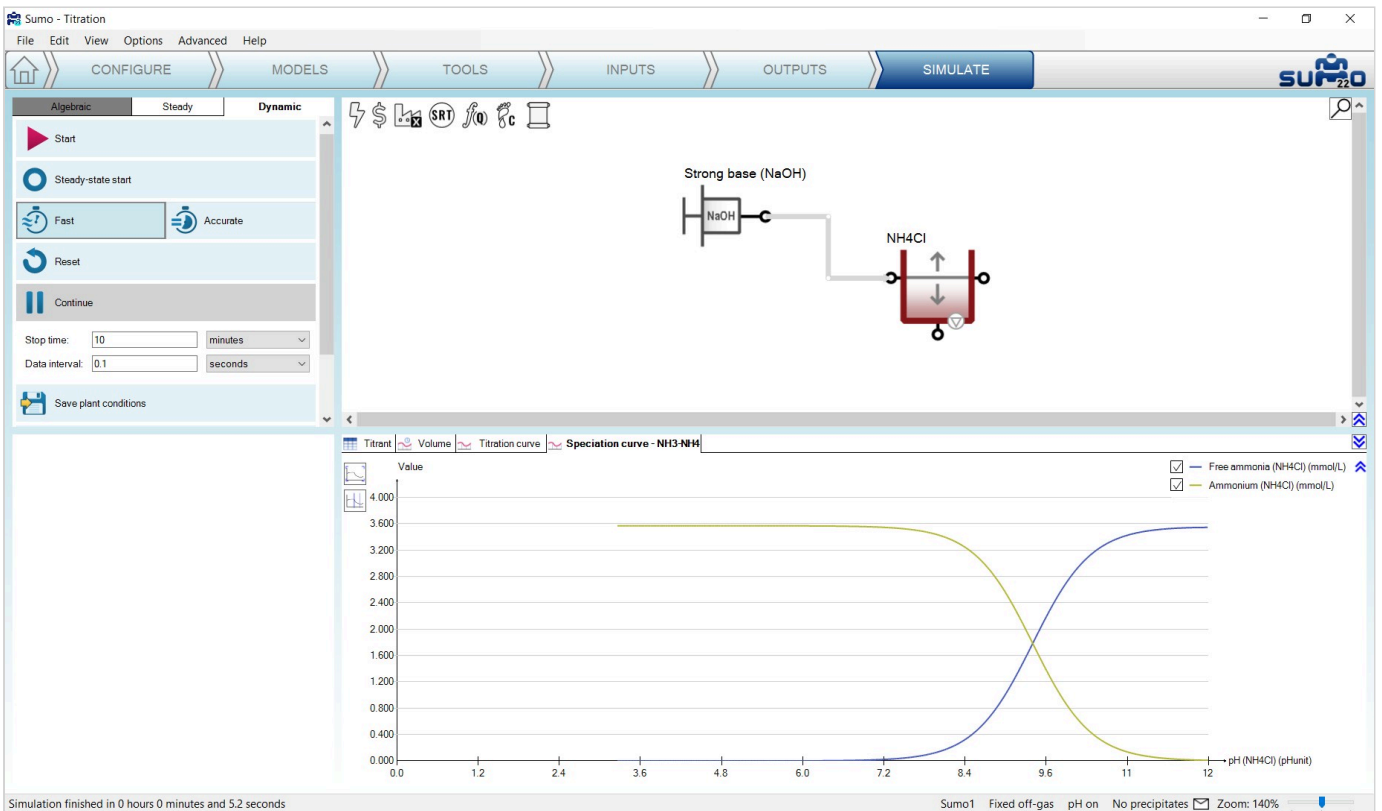 Sumo - Titration
File Edit View Options Advanced Help
CONFIGURE MODELS TOOLS INPUTS OUTPUTS SIMULATE
SUMO 22
Algebraic Steady Dynamic
Start
Steady-state start
Fast Accurate
Reset
Continue
Stop time: 10 minutes
Data interval: 0.1 seconds
Save plant conditions
$ x SRT f(Q) C
Strong base (NaOH)
NaOH
NH4Cl
Titrant Volume Titration curve Speciation curve - NH3-NH4
Value
Free ammonia (NH4Cl) (mmol/L)
Ammonium (NH4Cl) (mmol/L)
4.000
3.600
3.200
2.800
2.400
2.000
1.600
1.200
0.800
0.400
0.000
0.0 1.2 2.4 3.6 4.8 6.0 7.2 8.4 9.6 11 12
pH (NH4Cl) (pHunit)
Simulation finished in 0 hours 0 minutes and 5.2 seconds
Sumo1 Fixed off-gas pH on No precipitates Zoom: 140%